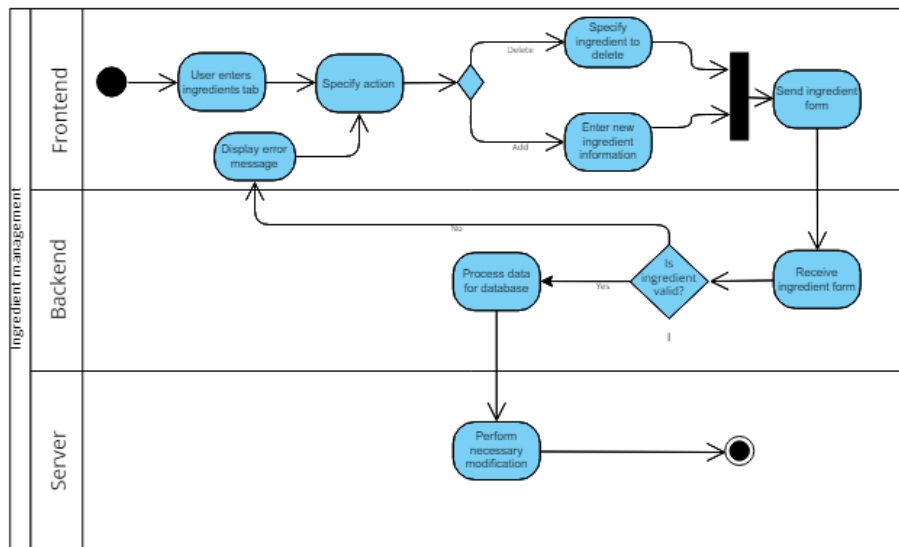 Ingredient management
Frontend
User enters
ingredients tab
Specify action
Delete
Specify
ingredient to
delete
Add
Enter new
ingredient
information
Send ingredient
form
Display error
message
Backend
No
Process data
for database
Yes
Is
ingredient
valid?
Receive
ingredient form
I
Server
Perform
necessary
modification